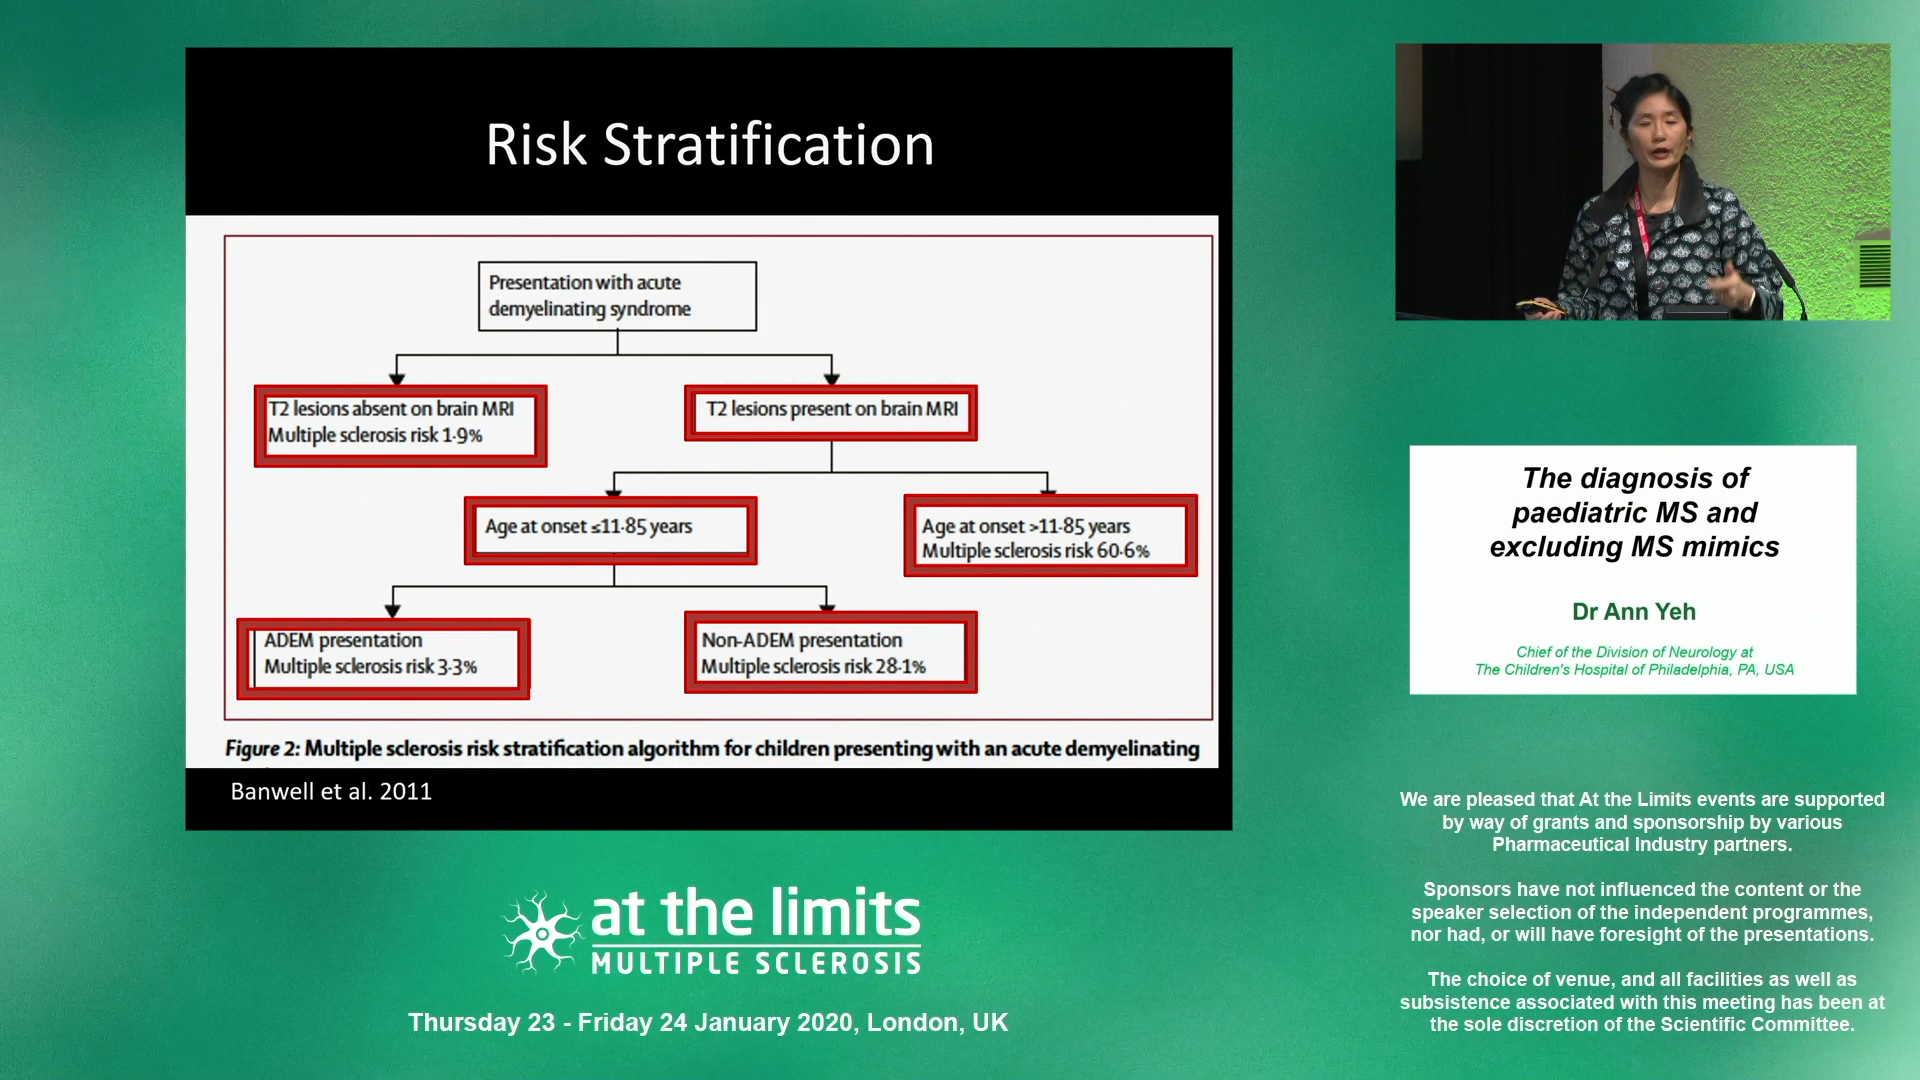 Risk Stratification
Presentation with acute
demyelinating syndrome
T2 lesions absent on brain MRI
Multiple sclerosis risk 1·9%
T2 lesions present on brain MRI
Age at onset ≤11·85 years
Age at onset >11·85 years
Multiple sclerosis risk 60·6%
ADEM presentation
Multiple sclerosis risk 3·3%
Non-ADEM presentation
Multiple sclerosis risk 28·1%
Figure 2: Multiple sclerosis risk stratification algorithm for children presenting with an acute demyelinating
Banwell et al. 2011
at the limits
MULTIPLE SCLEROSIS
Thursday 23 - Friday 24 January 2020, London, UK
The diagnosis of
paediatric MS and
excluding MS mimics
Dr Ann Yeh
Chief of the Division of Neurology at
The Children's Hospital of Philadelphia, PA, USA
We are pleased that At the Limits events are supported
by way of grants and sponsorship by various
Pharmaceutical Industry partners.
Sponsors have not influenced the content or the
speaker selection of the independent programmes,
nor had, or will have foresight of the presentations.
The choice of venue, and all facilities as well as
subsistence associated with this meeting has been at
the sole discretion of the Scientific Committee.